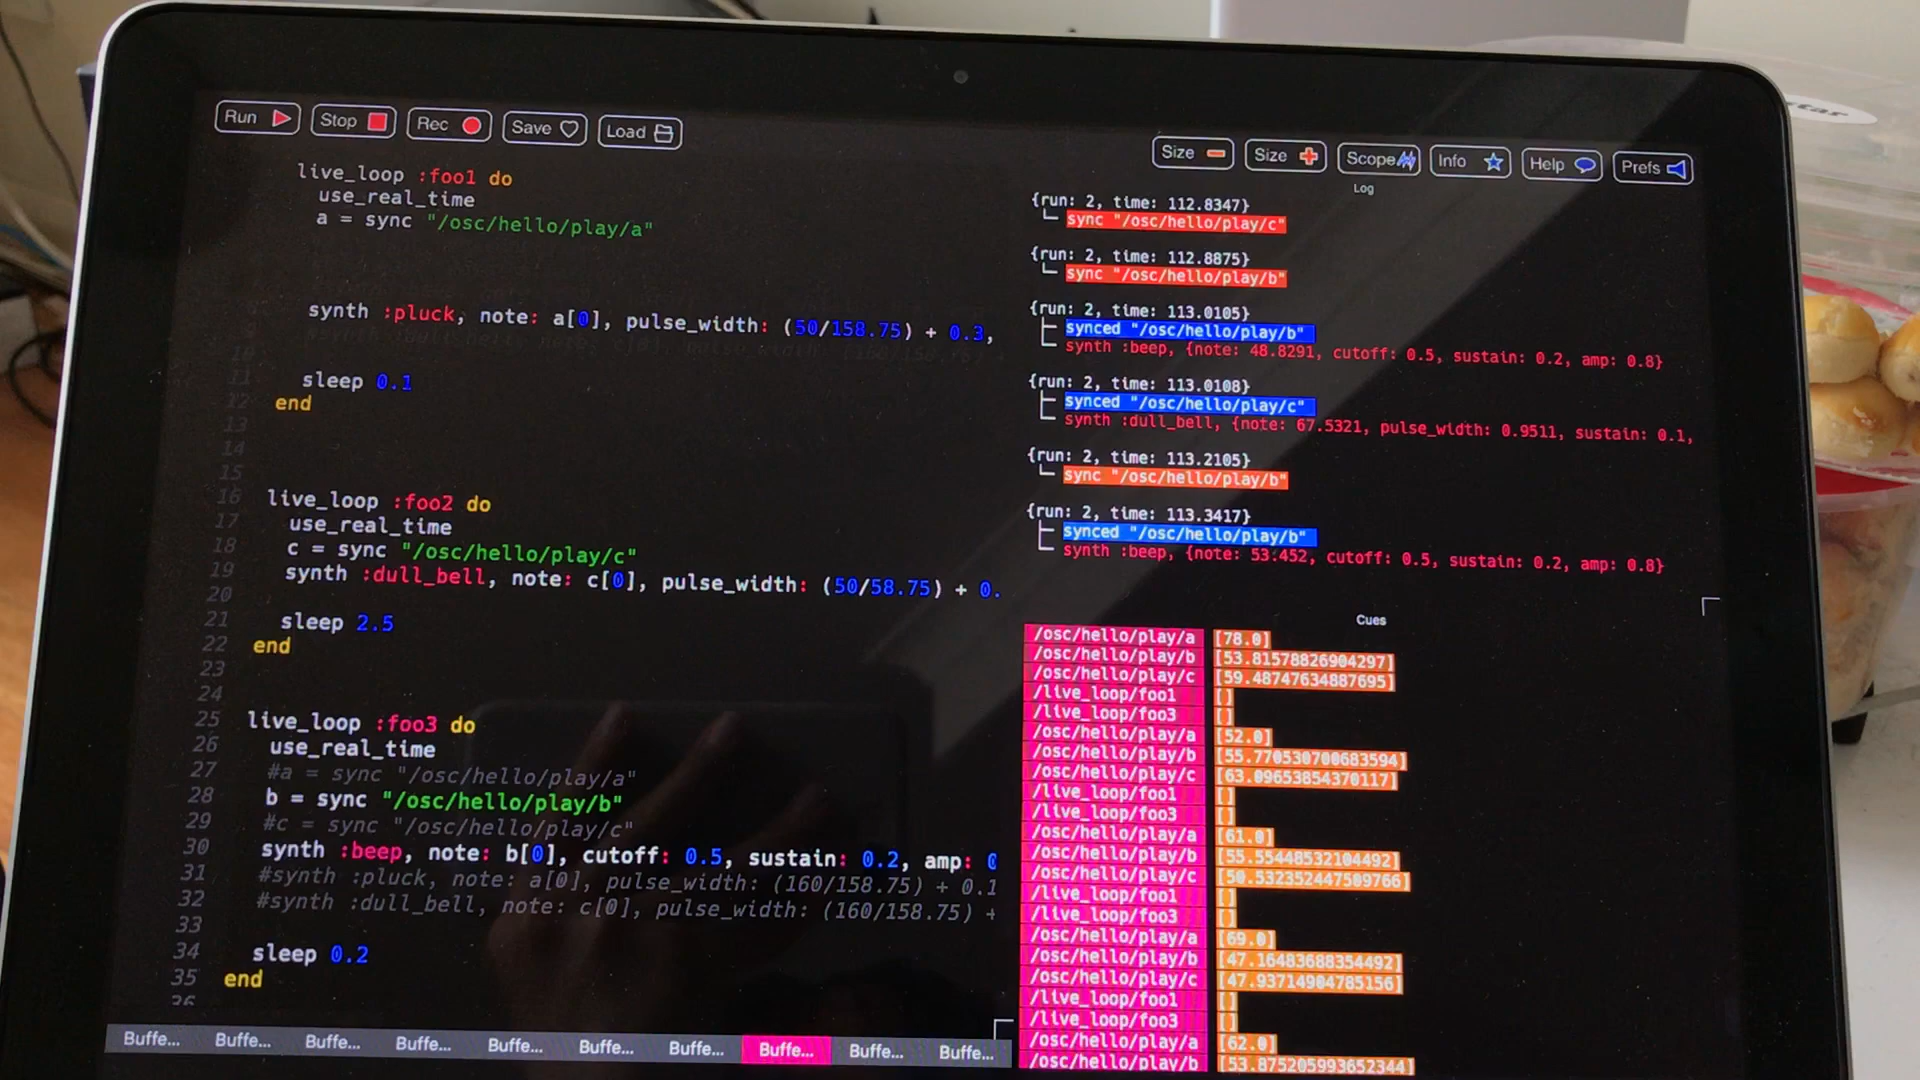 Run Stop Rec Save Load
Size Size Scope Info Help Prefs
live_loop :foo1 do
use_real_time
a = sync "/osc/hello/play/a"
synth :pluck, note: a[0], pulse_width: (50/158.75) + 0.3,
10
11 sleep 0.1
12 end
13
14
15
16 live_loop :foo2 do
17 use_real_time
18 c = sync "/osc/hello/play/c"
19 synth :dull_bell, note: c[0], pulse_width: (50/58.75) + 0.
20
21 sleep 2.5
22 end
23
24
25 live_loop :foo3 do
26 use_real_time
27 #a = sync "/osc/hello/play/a"
28 b = sync "/osc/hello/play/b"
29 #c = sync "/osc/hello/play/c"
30 synth :beep, note: b[0], cutoff: 0.5, sustain: 0.2, amp: 0
31 #synth :pluck, note: a[0], pulse_width: (160/158.75) + 0.1
32 #synth :dull_bell, note: c[0], pulse_width: (160/158.75) +
33
34 sleep 0.2
35 end
36
Buffe... Buffe... Buffe... Buffe... Buffe... Buffe... Buffe... Buffe... Buffe... Buffe...
Log
{run: 2, time: 112.8347}
sync "/osc/hello/play/c"
{run: 2, time: 112.8875}
sync "/osc/hello/play/b"
{run: 2, time: 113.0105}
synced "/osc/hello/play/b"
synth :beep, {note: 48.8291, cutoff: 0.5, sustain: 0.2, amp: 0.8}
{run: 2, time: 113.0108}
synced "/osc/hello/play/c"
synth :dull_bell, {note: 67.5321, pulse_width: 0.9511, sustain: 0.1,
{run: 2, time: 113.2105}
sync "/osc/hello/play/b"
{run: 2, time: 113.3417}
synced "/osc/hello/play/b"
synth :beep, {note: 53.452, cutoff: 0.5, sustain: 0.2, amp: 0.8}
Cues
/osc/hello/play/a [78.0]
/osc/hello/play/b [53.81578826904297]
/osc/hello/play/c [59.48747634887695]
/live_loop/foo1 []
/live_loop/foo3 []
/osc/hello/play/a [52.0]
/osc/hello/play/b [55.770530700683594]
/osc/hello/play/c [63.09653854370117]
/live_loop/foo1 []
/live_loop/foo3 []
/osc/hello/play/a [61.0]
/osc/hello/play/b [55.55448532104492]
/osc/hello/play/c [50.532352447509766]
/live_loop/foo1 []
/live_loop/foo3 []
/osc/hello/play/a [69.0]
/osc/hello/play/b [47.16483688354492]
/osc/hello/play/c [47.93714904785156]
/live_loop/foo1 []
/live_loop/foo3 []
/osc/hello/play/a [62.0]
/osc/hello/play/b [53.875205993652344]